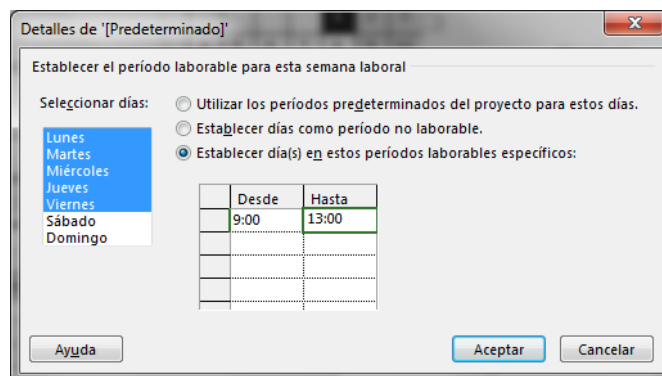 Detalles de '[Predeterminado]'
Establecer el período laborable para esta semana laboral
Seleccionar días:
Utilizar los períodos predeterminados del proyecto para estos días.
Establecer días como período no laborable.
Establecer día(s) en estos períodos laborables específicos:
Lunes
Martes
Miércoles
Jueves
Viernes
Sábado
Domingo
Desde Hasta
9:00 13:00
Ayuda Aceptar Cancelar